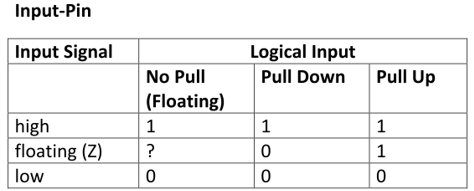 Input-Pin
Input Signal Logical Input
No Pull (Floating) Pull Down Pull Up
high 1 1 1
floating (Z) ? 0 1
low 0 0 0